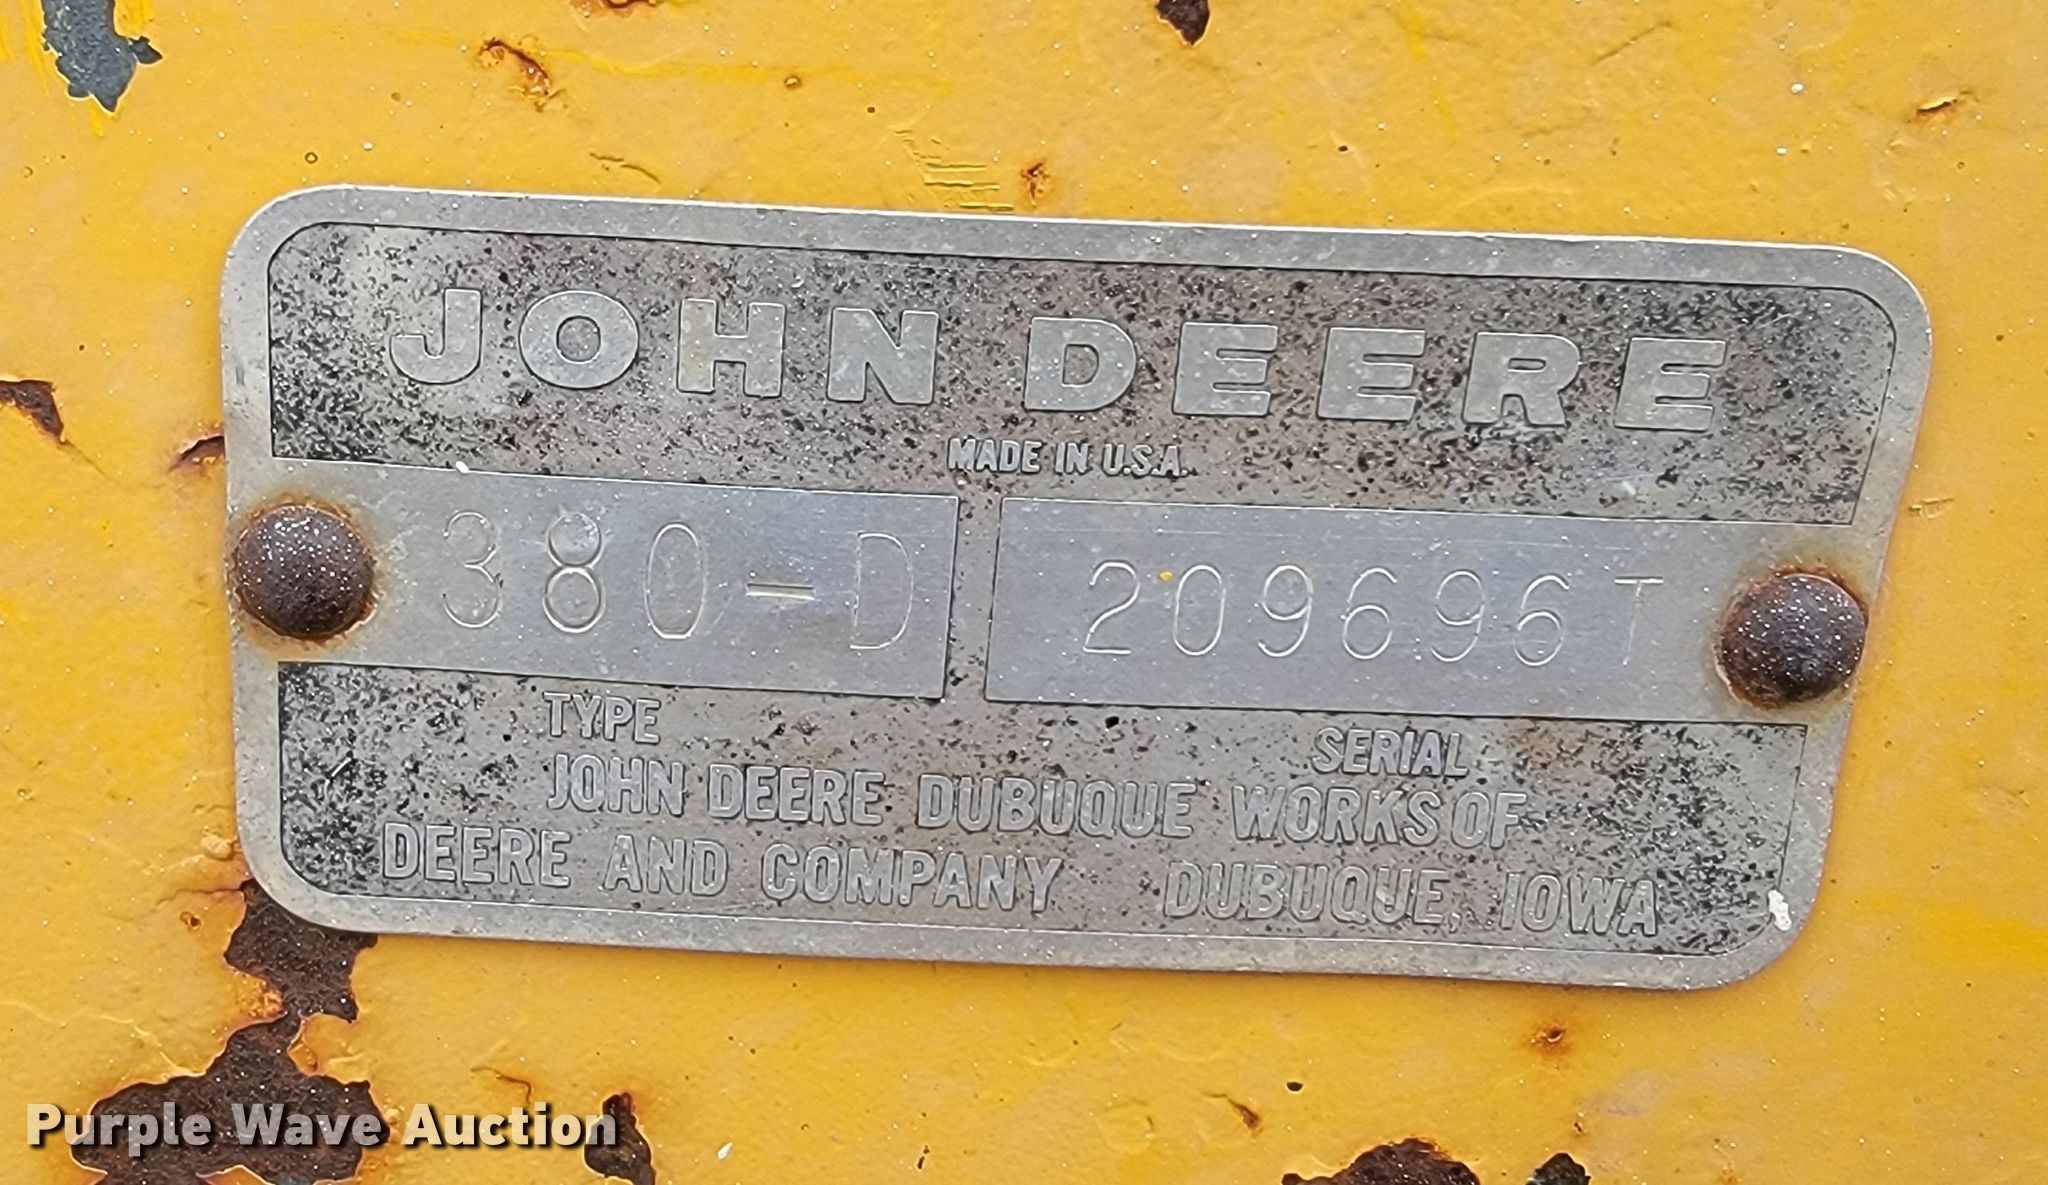 JOHN DEERE
MADE IN U.S.A.
380-D 209696 T
TYPE SERIAL
JOHN DEERE DUBUQUE WORKS OF
DEERE AND COMPANY DUBUQUE, IOWA
Purple Wave Auction